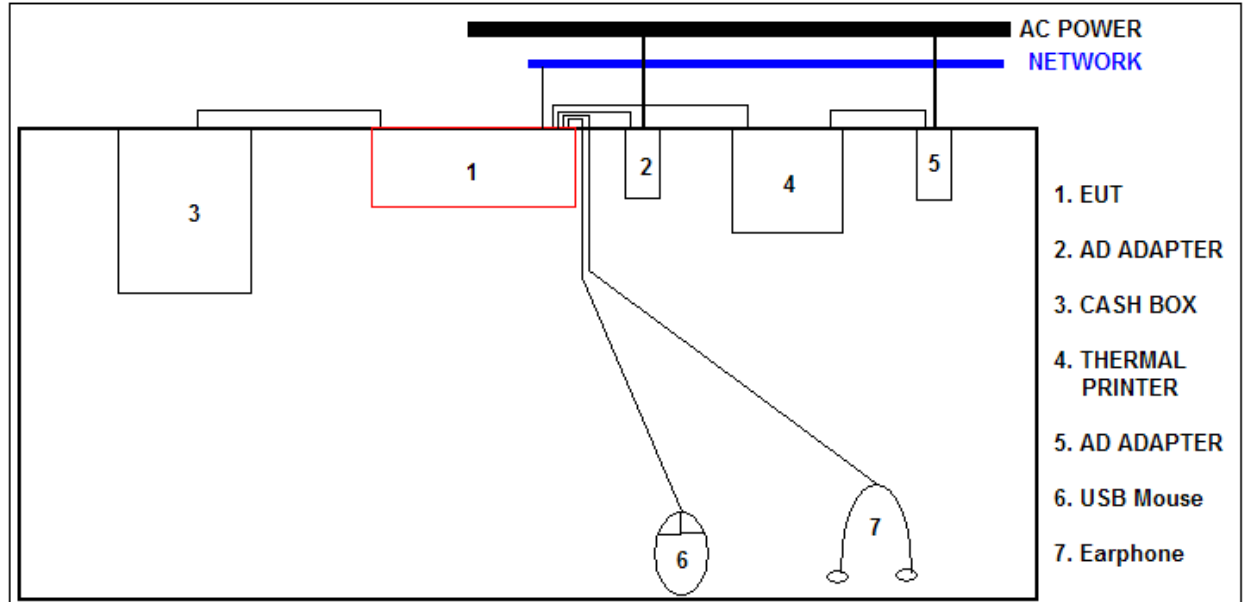 AC POWER
NETWORK
1
2
3
4
5
6
7
1. EUT
2. AD ADAPTER
3. CASH BOX
4. THERMAL
PRINTER
5. AD ADAPTER
6. USB Mouse
7. Earphone